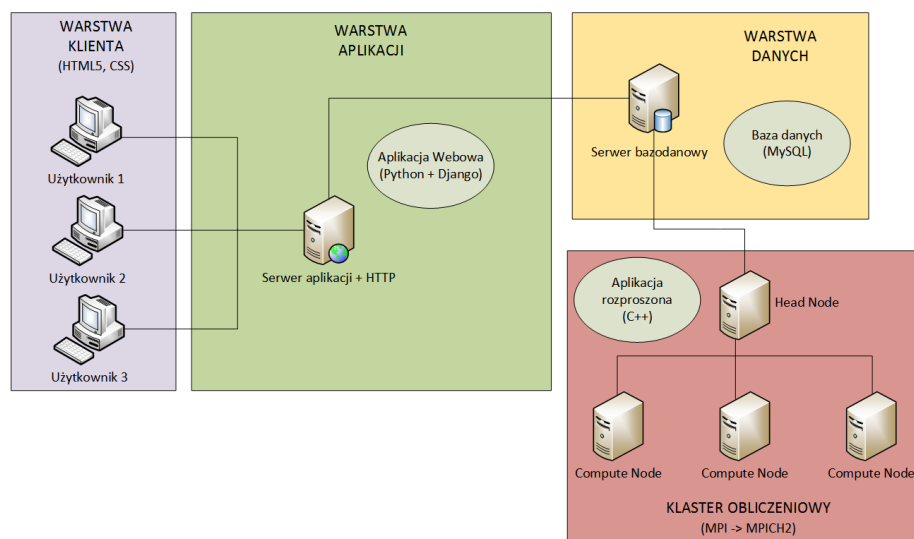 WARSTWA
KLIENTA
(HTML5, CSS)
Użytkownik 1
Użytkownik 2
Użytkownik 3
WARSTWA
APLIKACJI
Aplikacja Webowa
(Python + Django)
Serwer aplikacji + HTTP
WARSTWA
DANYCH
Serwer bazodanowy
Baza danych
(MySQL)
Aplikacja
rozproszona
(C++)
Head Node
Compute Node
Compute Node
Compute Node
KLASTER OBLICZENIOWY
(MPI -> MPICH2)